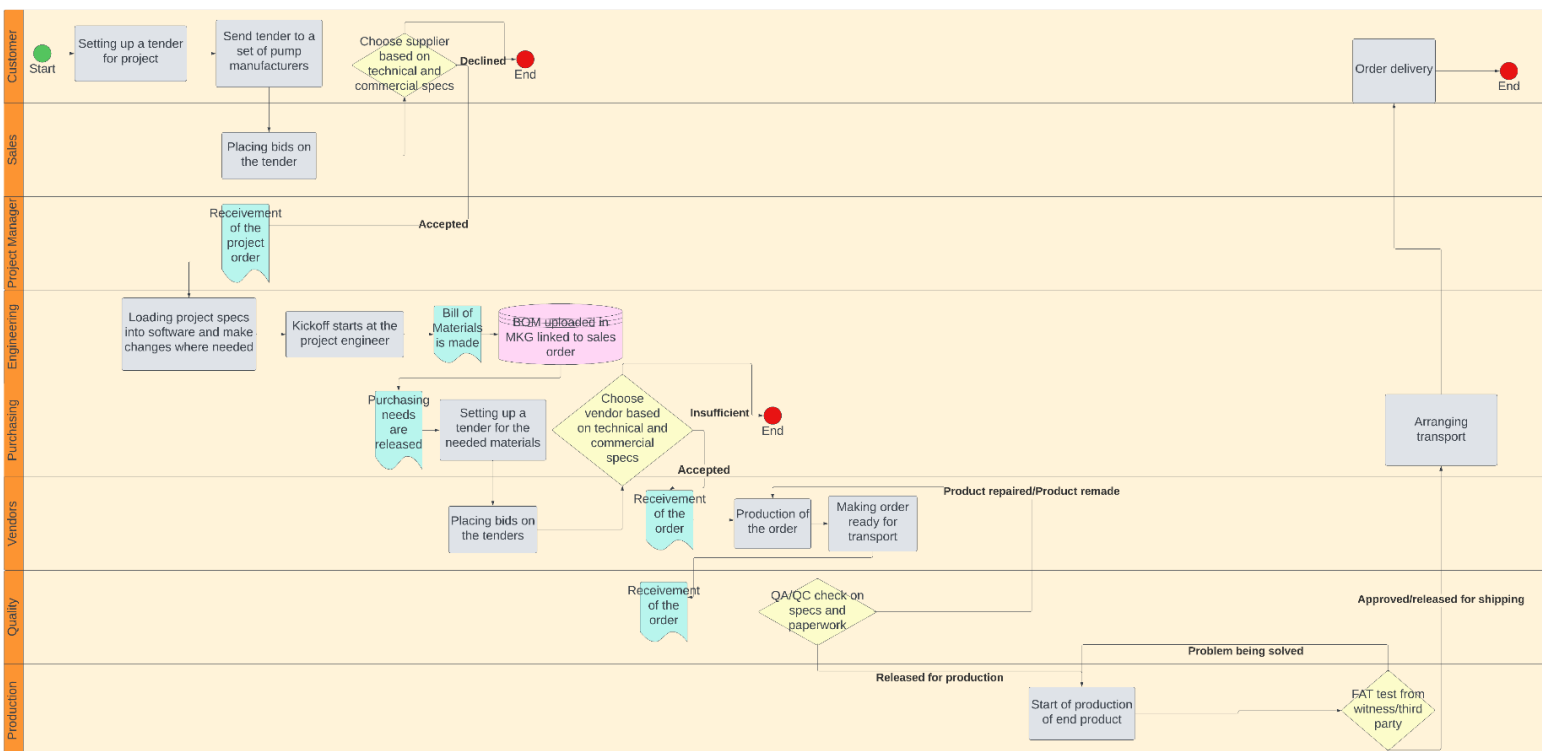 Customer
Start
Setting up a tender
for project
Send tender to a
set of pump
manufacturers
Choose supplier
based on
technical and
commercial specs
Declined
End
Order delivery
End
Sales
Placing bids on
the tender
Project Manager
Receivement
of the
project
order
Accepted
Engineering
Loading project specs
into software and make
changes where needed
Kickoff starts at the
project engineer
Bill of
Materials
is made
BOM uploaded in
MKG linked to sales
order
Purchasing
Purchasing
needs
are
released
Setting up a
tender for the
needed materials
Choose
vendor based
on technical and
commercial
specs
Insufficient
End
Accepted
Arranging
transport
Vendors
Placing bids on
the tenders
Receivement
of the
order
Production of
the order
Making order
ready for
transport
Product repaired/Product remade
Quality
Receivement
of the
order
QA/QC check on
specs and
paperwork
Approved/released for shipping
Problem being solved
Released for production
Production
Start of production
of end product
FAT test from
witness/third
party